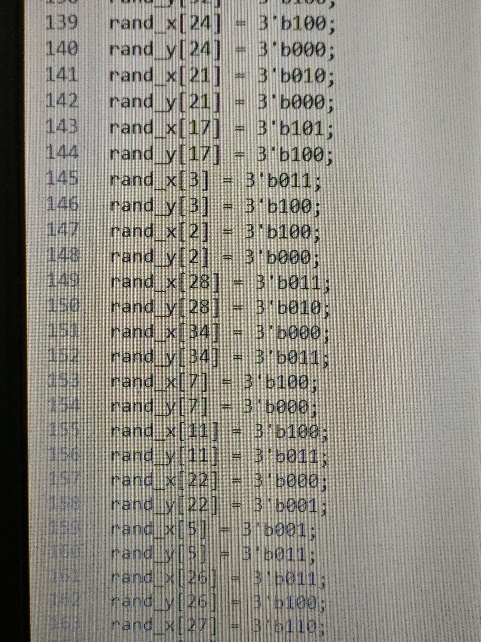 139 rand_x[24] = 3'b100;
140 rand_y[24] = 3'b000;
141 rand_x[21] = 3'b010;
142 rand_y[21] = 3'b000;
143 rand_x[17] = 3'b101;
144 rand_y[17] = 3'b100;
145 rand_x[3] = 3'b011;
146 rand_y[3] = 3'b100;
147 rand_x[2] = 3'b100;
148 rand_y[2] = 3'b000;
149 rand_x[28] = 3'b011;
150 rand_y[28] = 3'b010;
151 rand_x[34] = 3'b000;
152 rand_y[34] = 3'b011;
153 rand_x[7] = 3'b100;
154 rand_y[7] = 3'b000;
155 rand_x[11] = 3'b100;
156 rand_y[11] = 3'b011;
157 rand_x[22] = 3'b000;
158 rand_y[22] = 3'b001;
159 rand_x[5] = 3'b001;
160 rand_y[5] = 3'b011;
161 rand_x[26] = 3'b011;
162 rand_y[26] = 3'b100;
163 rand_x[27] = 3'b110;